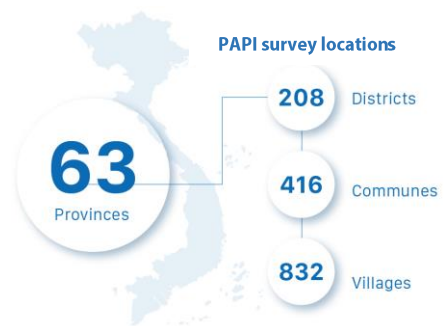 PAPI survey locations
63
Provinces
208
Districts
416
Communes
832
Villages